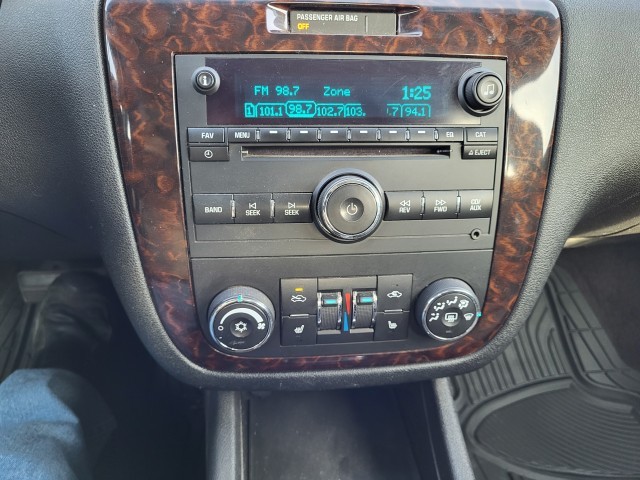 PASSENGER AIR BAG
OFF
FM 98.7 Zone 1:25
1 101.1 98.7 102.7 103. .7 94.1
FAV MENU EQ CAT
EJECT
BAND SEEK SEEK REV FWD CD/
AUX